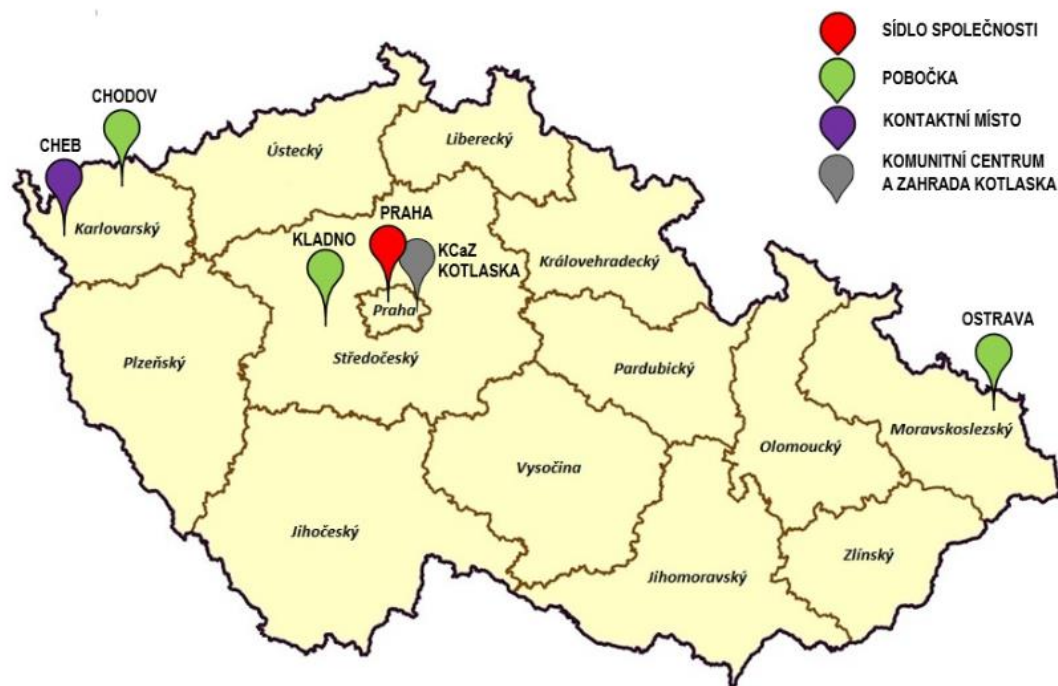 SÍDLO SPOLEČNOSTI
POBOČKA
KONTAKTNÍ MÍSTO
KOMUNITNÍ CENTRUM
A ZAHRADA KOTLASKA
CHODOV
CHEB
Karlovarský
Ústecký
Liberecký
PRAHA
KLADNO
KCaZ
KOTLASKA
Královehradecký
Praha
Středočeský
Plzeňský
Pardubický
OSTRAVA
Moravskoslezský
Olomoucký
Vysočina
Jihočeský
Jihomoravský
Zlínský